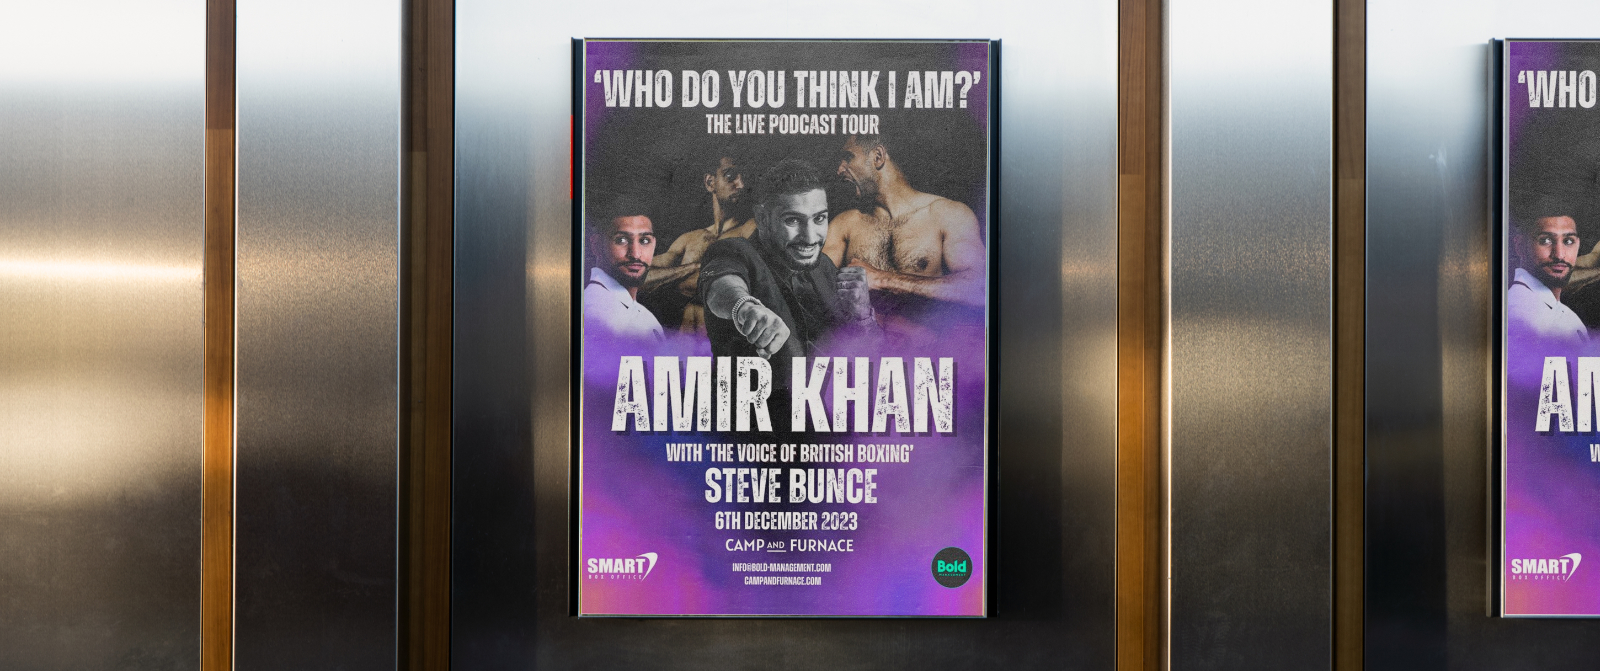 'WHO DO YOU THINK I AM?'
THE LIVE PODCAST TOUR
AMIR KHAN
WITH 'THE VOICE OF BRITISH BOXING'
STEVE BUNCE
6TH DECEMBER 2023
CAMP AND FURNACE
SMART
BOX OFFICE
INFO@BOLD-MANAGEMENT.COM
CAMPANDFURNACE.COM
Bold
MANAGEMENT
'WHO
AM
W
SMART
BOX OFFICE